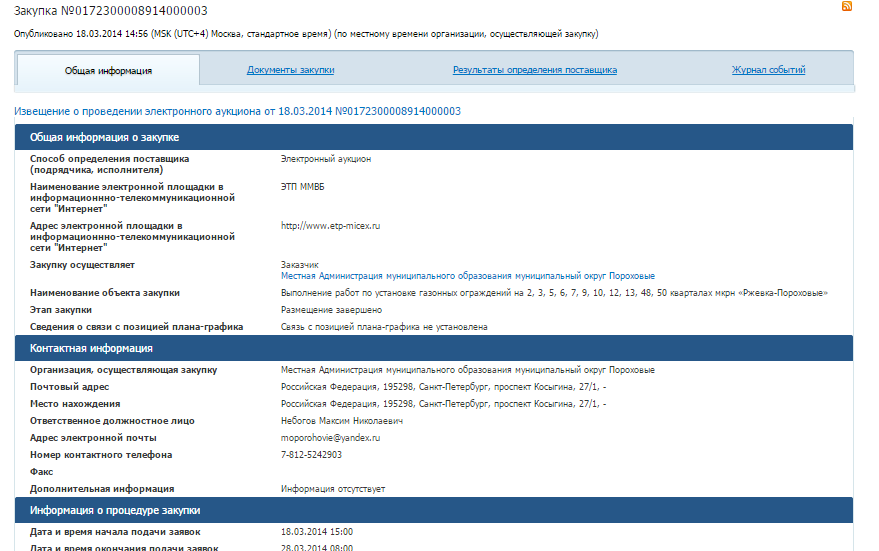 Закупка №0172300008914000003
Опубликовано 18.03.2014 14:56 (MSK (UTC+4) Москва, стандартное время) (по местному времени организации, осуществляющей закупку)
Общая информация
Документы закупки
Результаты определения поставщика
Журнал событий
Извещение о проведении электронного аукциона от 18.03.2014 №0172300008914000003
Общая информация о закупке
Способ определения поставщика Электронный аукцион
(подрядчика, исполнителя)
Наименование электронной площадки в ЭТП ММВБ
информационно-телекоммуникационной
сети "Интернет"
Адрес электронной площадки в http://www.etp-micex.ru
информационно-телекоммуникационной
сети "Интернет"
Закупку осуществляет Заказчик
Местная Администрация муниципального образования муниципальный округ Пороховые
Наименование объекта закупки Выполнение работ по установке газонных ограждений на 2, 3, 5, 6, 7, 9, 10, 12, 13, 48, 50 кварталах мкрн «Ржевка-Пороховые»
Этап закупки Размещение завершено
Сведения о связи с позицией плана-графика Связь с позицией плана-графика не установлена
Контактная информация
Организация, осуществляющая закупку Местная Администрация муниципального образования муниципальный округ Пороховые
Почтовый адрес Российская Федерация, 195298, Санкт-Петербург, проспект Косыгина, 27/1, -
Место нахождения Российская Федерация, 195298, Санкт-Петербург, проспект Косыгина, 27/1, -
Ответственное должностное лицо Небогов Максим Николаевич
Адрес электронной почты moporohovie@yandex.ru
Номер контактного телефона 7-812-5242903
Факс
Дополнительная информация Информация отсутствует
Информация о процедуре закупки
Дата и время начала подачи заявок 18.03.2014 15:00
Дата и время окончания подачи заявок 28.03.2014 08:00